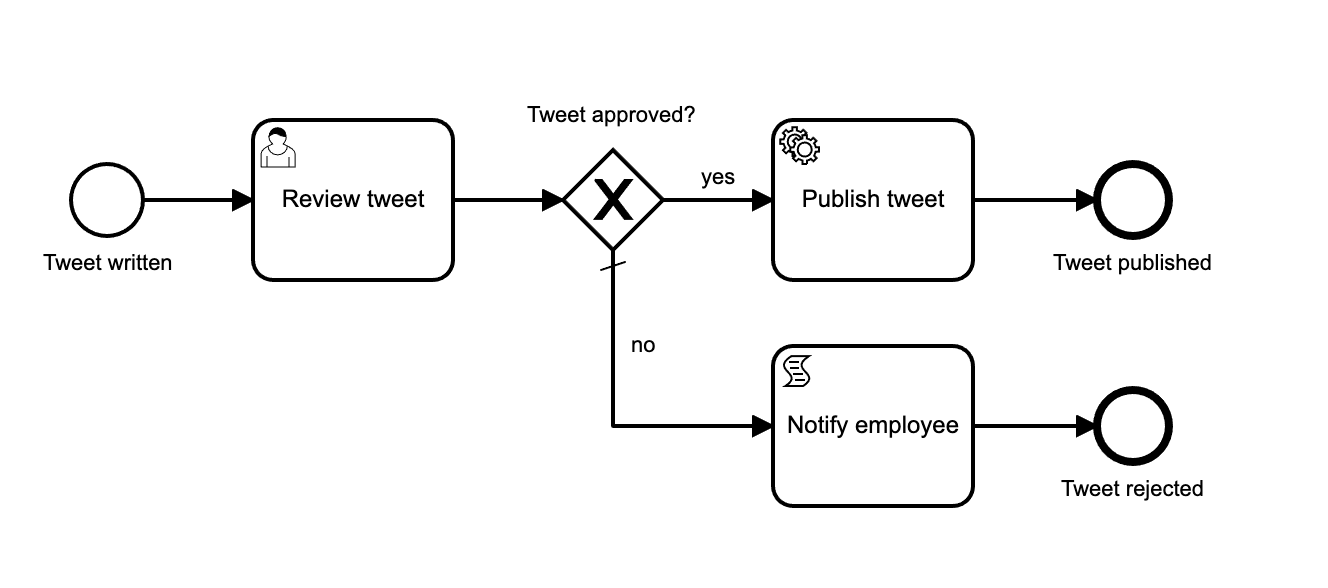 Tweet approved?
yes
Review tweet
Publish tweet
Tweet written
Tweet published
no
Notify employee
Tweet rejected